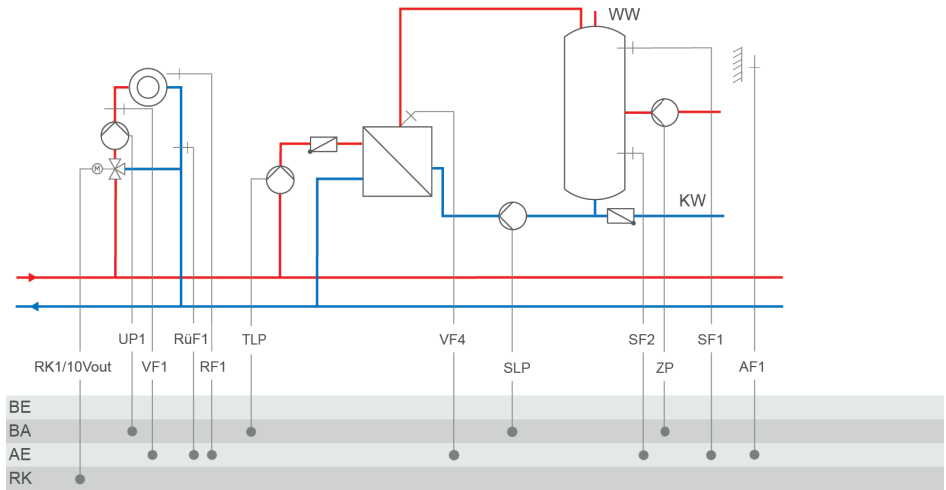 WW
M
KW
UP1 RüF1 TLP VF4 SF2 SF1
RK1/10Vout VF1 RF1 SLP ZP AF1
BE
BA
AE
RK